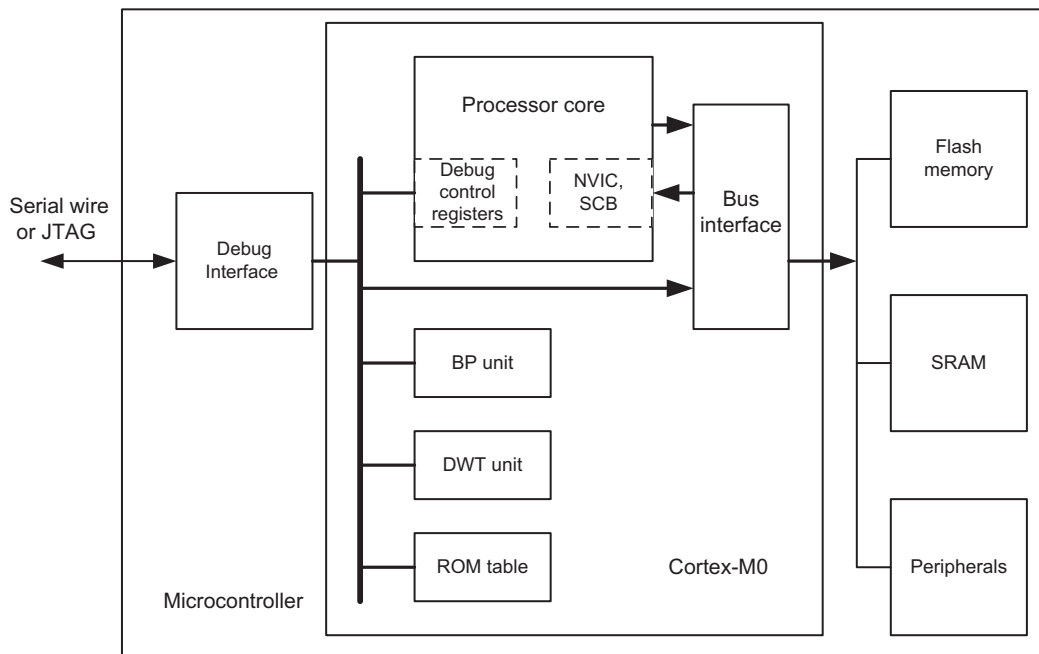 Processor core
Debug
control
registers
NVIC,
SCB
Bus
interface
Flash
memory
Serial wire
or JTAG
Debug
Interface
BP unit
SRAM
DWT unit
ROM table
Cortex-M0
Peripherals
Microcontroller